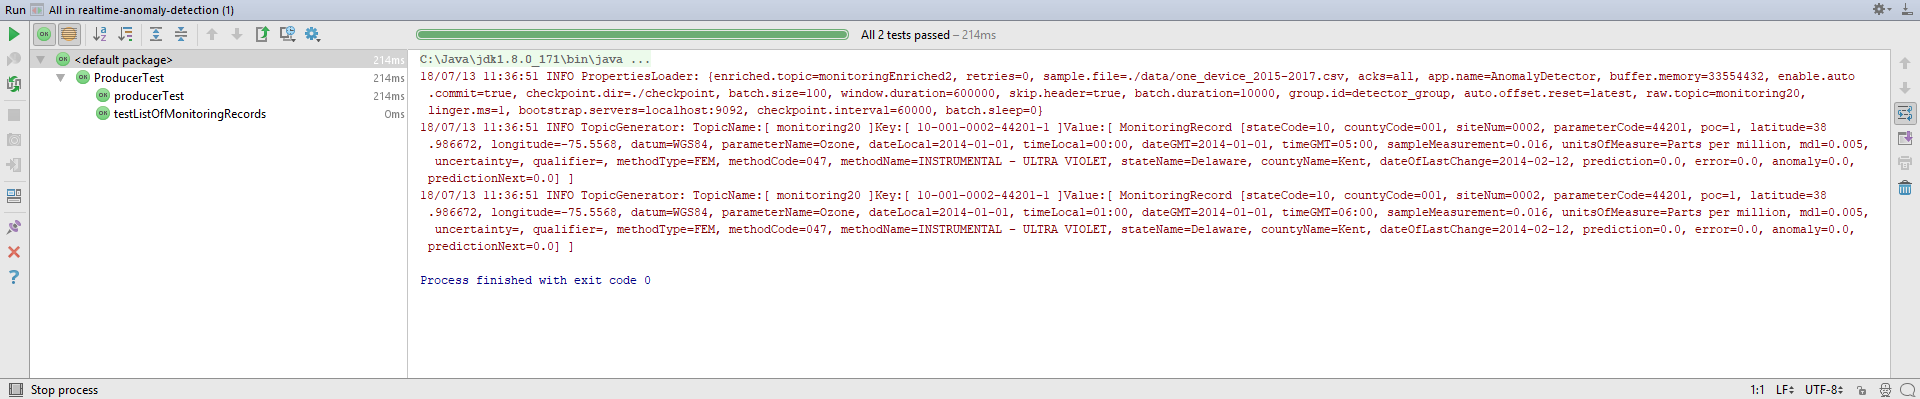 Run All in realtime-anomaly-detection (1)
All 2 tests passed – 214ms
<default package> 214ms
ProducerTest 214ms
producerTest 214ms
testListOfMonitoringRecords 0ms
C:\Java\jdk1.8.0_171\bin\java ...
18/07/13 11:36:51 INFO PropertiesLoader: {enriched.topic=monitoringEnriched2, retries=0, sample.file=./data/one_device_2015-2017.csv, acks=all, app.name=AnomalyDetector, buffer.memory=33554432, enable.auto
.commit=true, checkpoint.dir=./checkpoint, batch.size=100, window.duration=600000, skip.header=true, batch.duration=10000, group.id=detector_group, auto.offset.reset=latest, raw.topic=monitoring20,
linger.ms=1, bootstrap.servers=localhost:9092, checkpoint.interval=60000, batch.sleep=0}
18/07/13 11:36:51 INFO TopicGenerator: TopicName:[ monitoring20 ]Key:[ 10-001-0002-44201-1 ]Value:[ MonitoringRecord [stateCode=10, countyCode=001, siteNum=0002, parameterCode=44201, poc=1, latitude=38
.986672, longitude=-75.5568, datum=WGS84, parameterName=Ozone, dateLocal=2014-01-01, timeLocal=00:00, dateGMT=2014-01-01, timeGMT=05:00, sampleMeasurement=0.016, unitsOfMeasure=Parts per million, mdl=0.005,
uncertainty=, qualifier=, methodType=FEM, methodCode=047, methodName=INSTRUMENTAL - ULTRA VIOLET, stateName=Delaware, countyName=Kent, dateOfLastChange=2014-02-12, prediction=0.0, error=0.0, anomaly=0.0,
predictionNext=0.0] ]
18/07/13 11:36:51 INFO TopicGenerator: TopicName:[ monitoring20 ]Key:[ 10-001-0002-44201-1 ]Value:[ MonitoringRecord [stateCode=10, countyCode=001, siteNum=0002, parameterCode=44201, poc=1, latitude=38
.986672, longitude=-75.5568, datum=WGS84, parameterName=Ozone, dateLocal=2014-01-01, timeLocal=01:00, dateGMT=2014-01-01, timeGMT=06:00, sampleMeasurement=0.016, unitsOfMeasure=Parts per million, mdl=0.005,
uncertainty=, qualifier=, methodType=FEM, methodCode=047, methodName=INSTRUMENTAL - ULTRA VIOLET, stateName=Delaware, countyName=Kent, dateOfLastChange=2014-02-12, prediction=0.0, error=0.0, anomaly=0.0,
predictionNext=0.0] ]
Process finished with exit code 0
Stop process 1:1 LF UTF-8